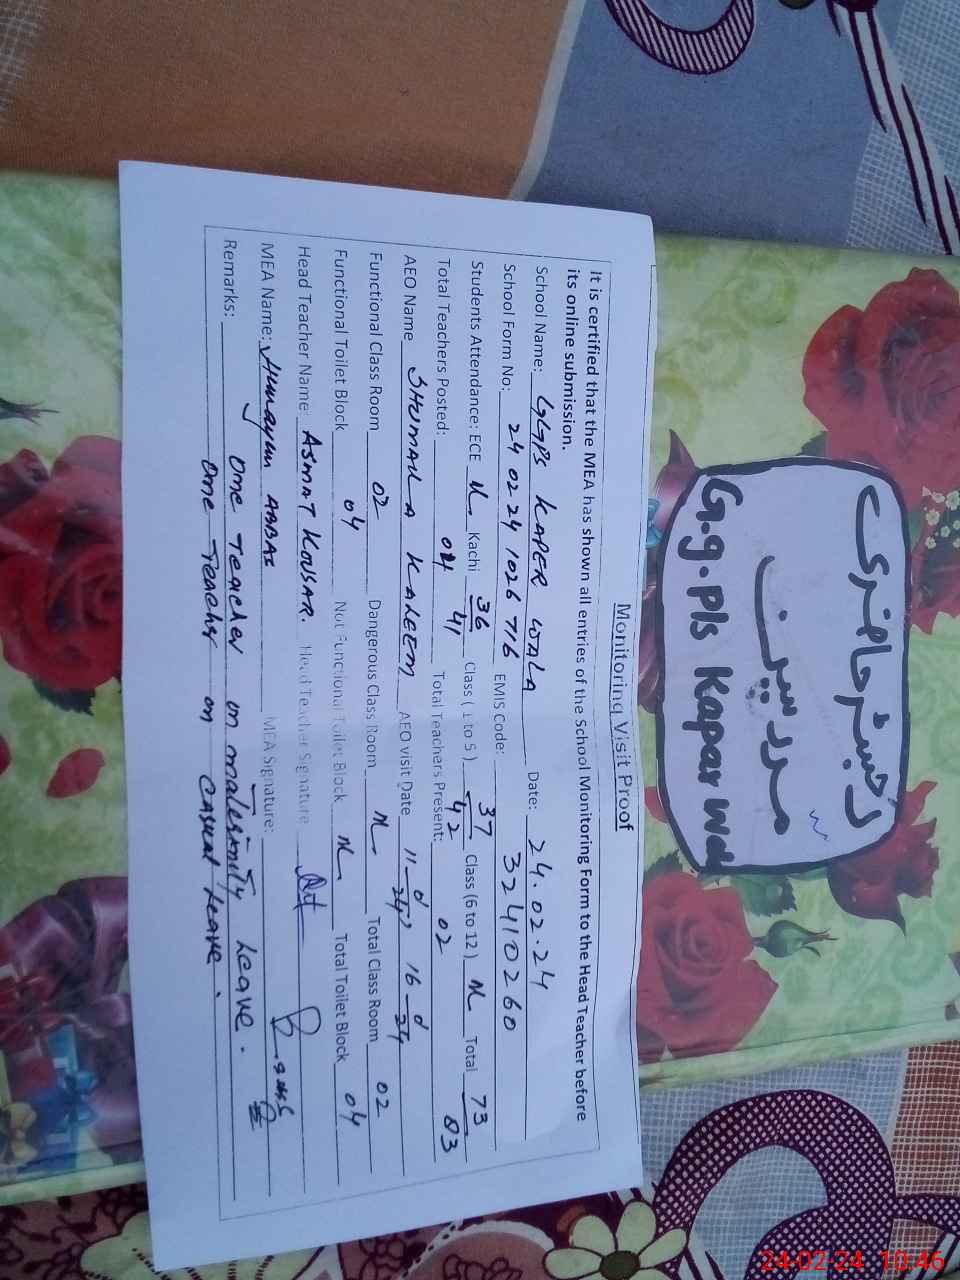 رجسٹر حاضری
مدرسین
G.g.pls Kapar Wala
Monitoring Visit Proof
It is certified that the MEA has shown all entries of the School Monitoring Form to the Head Teacher before
its online submission.
School Name: GGPS KAPER WALA Date: 24.02.24
School Form No: 24 02 24 1026 716 EMIS Code: 32410260
Students Attendance: ECE N Kachi 36/41 Class (1 to 5) 37/42 Class (6 to 12) N Total 73/83
Total Teachers Posted: 04 Total Teachers Present: 02
AEO Name SHUMAILA KALEEM AEO visit Date 11 24, 16 24
Functional Class Room 02 Dangerous Class Room N Total Class Room 02
Functional Toilet Block 04 Not Functional Toilet Block N Total Toilet Block 04
Head Teacher Name: ASMAT KOUSAR. Head Teacher Signature
MEA Name: Humayun ABBAS MEA Signature:
Remarks: One Teacher on maternity Leave.
One Teacher on casual Leave.
24-02-24 10:46